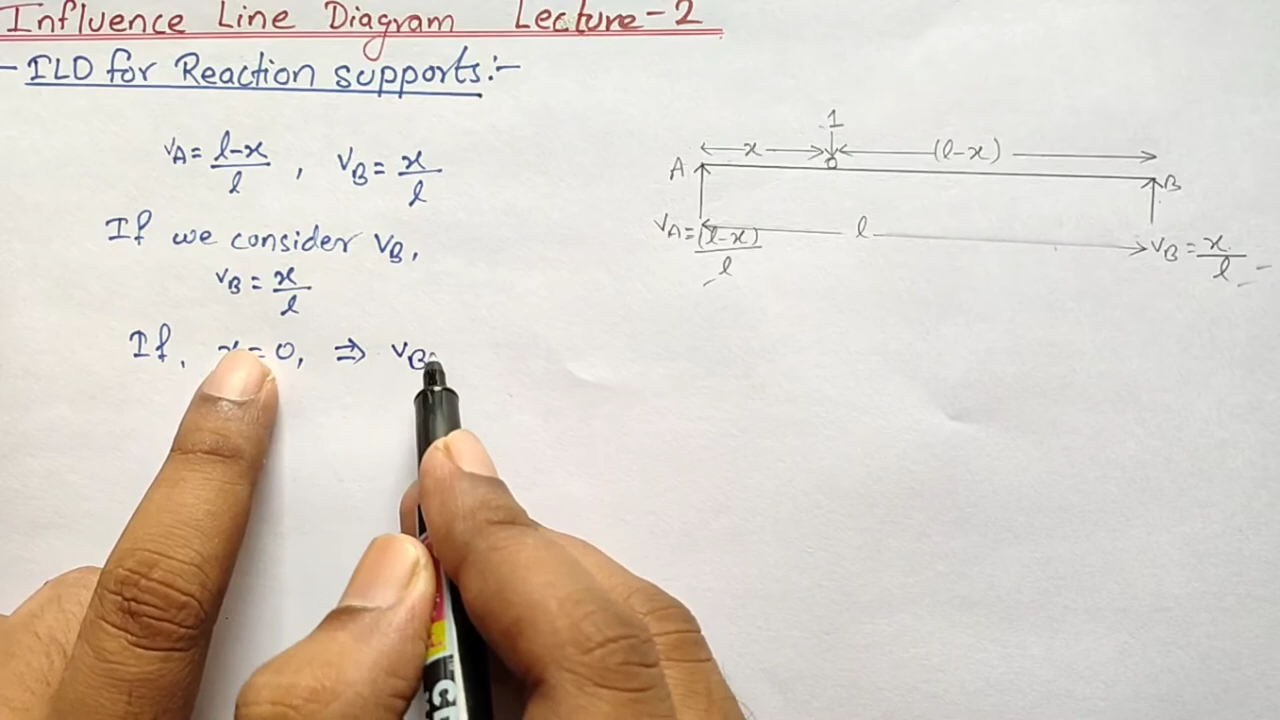 Influence Line Diagram Lecture-2
- ILD for Reaction supports:-
VA = l-x/l , VB = x/l
If we consider VB,
VB = x/l
If, x = 0, ⇒ VB
1
x (l-x)
A B
VA = (l-x)/l l VB = x/l